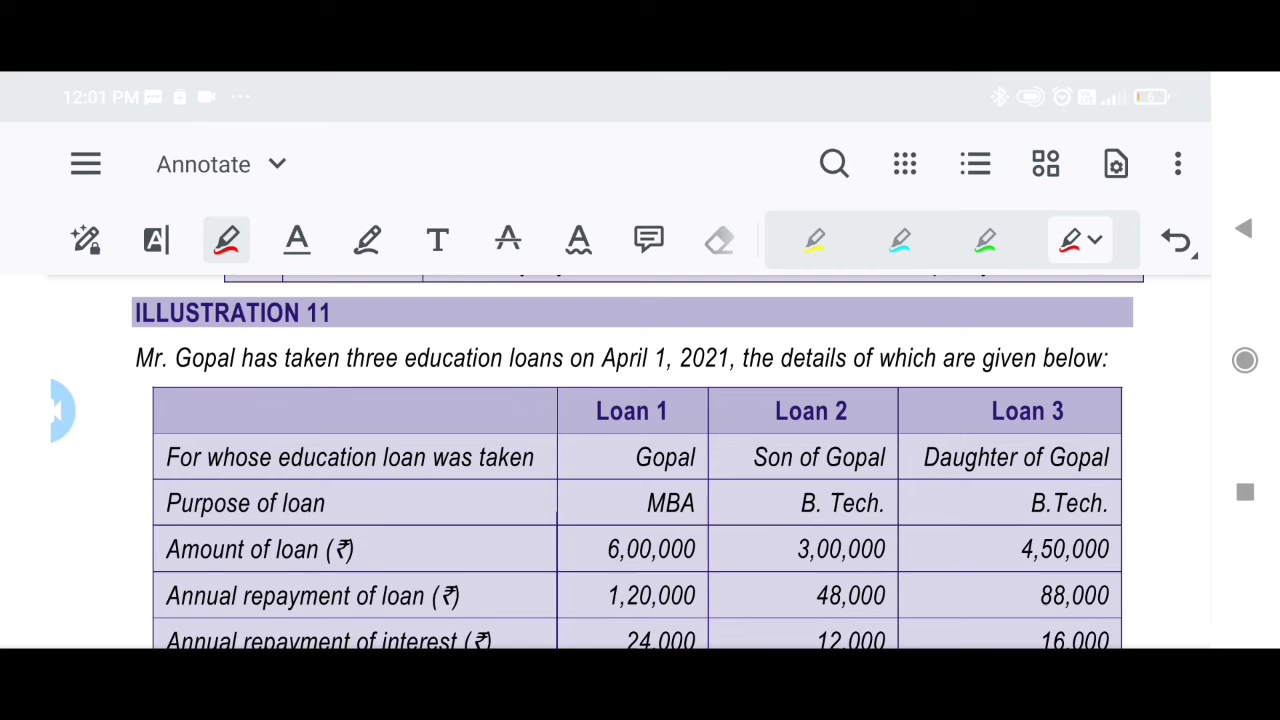 12:01 PM
6
Annotate
ILLUSTRATION 11
Mr. Gopal has taken three education loans on April 1, 2021, the details of which are given below:
Loan 1 Loan 2 Loan 3
For whose education loan was taken Gopal Son of Gopal Daughter of Gopal
Purpose of loan MBA B. Tech. B.Tech.
Amount of loan (₹) 6,00,000 3,00,000 4,50,000
Annual repayment of loan (₹) 1,20,000 48,000 88,000
Annual repayment of interest (₹) 24,000 12,000 16,000